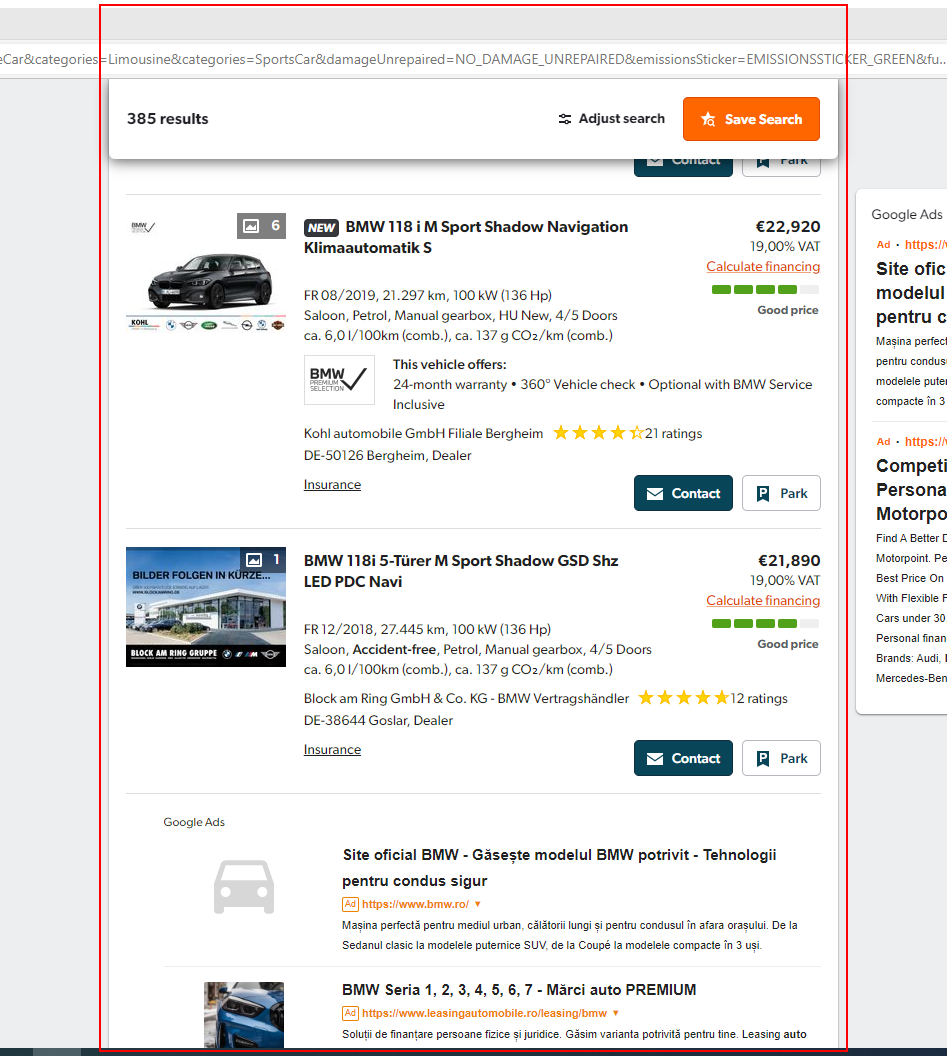 eCar&categories=Limousine&categories=SportsCar&damageUnrepaired=NO_DAMAGE_UNREPAIRED&emissionsSticker=EMISSIONSSTICKER_GREEN&fu...
385 results
Adjust search
Save Search
Contact
Park
BMW
6
KOHL
NEW BMW 118 i M Sport Shadow Navigation
Klimaautomatik S
€22,920
19,00% VAT
Calculate financing
Good price
FR 08/2019, 21.297 km, 100 kW (136 Hp)
Saloon, Petrol, Manual gearbox, HU New, 4/5 Doors
ca. 6,0 l/100km (comb.), ca. 137 g CO₂/km (comb.)
BMW
PREMIUM
SELECTION
This vehicle offers:
24-month warranty • 360° Vehicle check • Optional with BMW Service
Inclusive
Kohl automobile GmbH Filiale Bergheim 21 ratings
DE-50126 Bergheim, Dealer
Insurance
Contact
Park
1
BILDER FOLGEN IN KÜRZE...
WWW.BLOCKAMRING.DE
BLOCK AM RING GRUPPE
BMW 118i 5-Türer M Sport Shadow GSD Shz
LED PDC Navi
€21,890
19,00% VAT
Calculate financing
Good price
FR 12/2018, 27.445 km, 100 kW (136 Hp)
Saloon, Accident-free, Petrol, Manual gearbox, 4/5 Doors
ca. 6,0 l/100km (comb.), ca. 137 g CO₂/km (comb.)
Block am Ring GmbH & Co. KG - BMW Vertragshändler 12 ratings
DE-38644 Goslar, Dealer
Insurance
Contact
Park
Google Ads
Site oficial BMW - Găsește modelul BMW potrivit - Tehnologii
pentru condus sigur
Ad https://www.bmw.ro/
Mașina perfectă pentru mediul urban, călătorii lungi și pentru condusul în afara orașului. De la
Sedanul clasic la modelele puternice SUV, de la Coupé la modelele compacte în 3 uși.
BMW Seria 1, 2, 3, 4, 5, 6, 7 - Mărci auto PREMIUM
Ad https://www.leasingautomobile.ro/leasing/bmw
Soluții de finanțare persoane fizice și juridice. Găsim varianta potrivită pentru tine. Leasing auto
Google Ads
Ad · https://
Site ofic
modelul
pentru c
Mașina perfect
pentru condus
modelele puter
compacte în 3
Ad · https://
Competi
Persona
Motorpo
Find A Better D
Motorpoint. Pe
Best Price On
With Flexible F
Cars under 30
Personal finan
Brands: Audi,
Mercedes-Ben